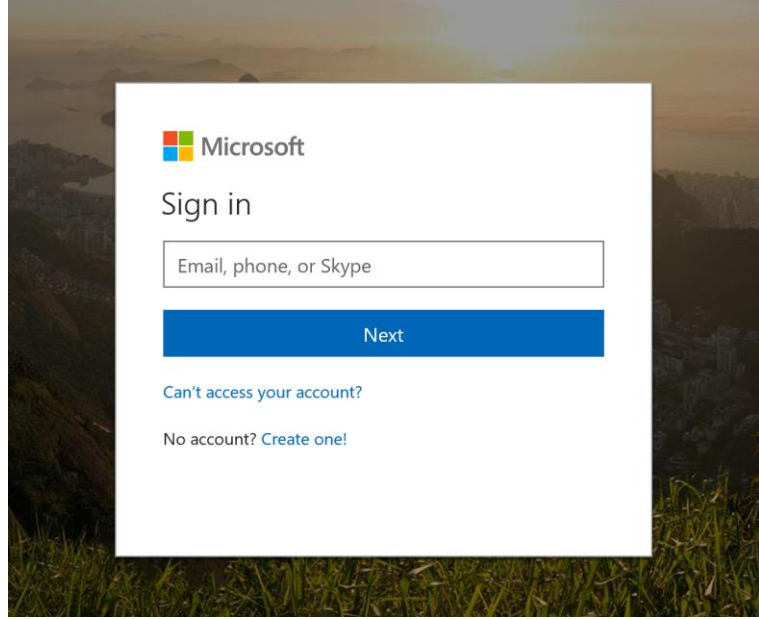 Microsoft
Sign in
Email, phone, or Skype
Next
Can't access your account?
No account? Create one!